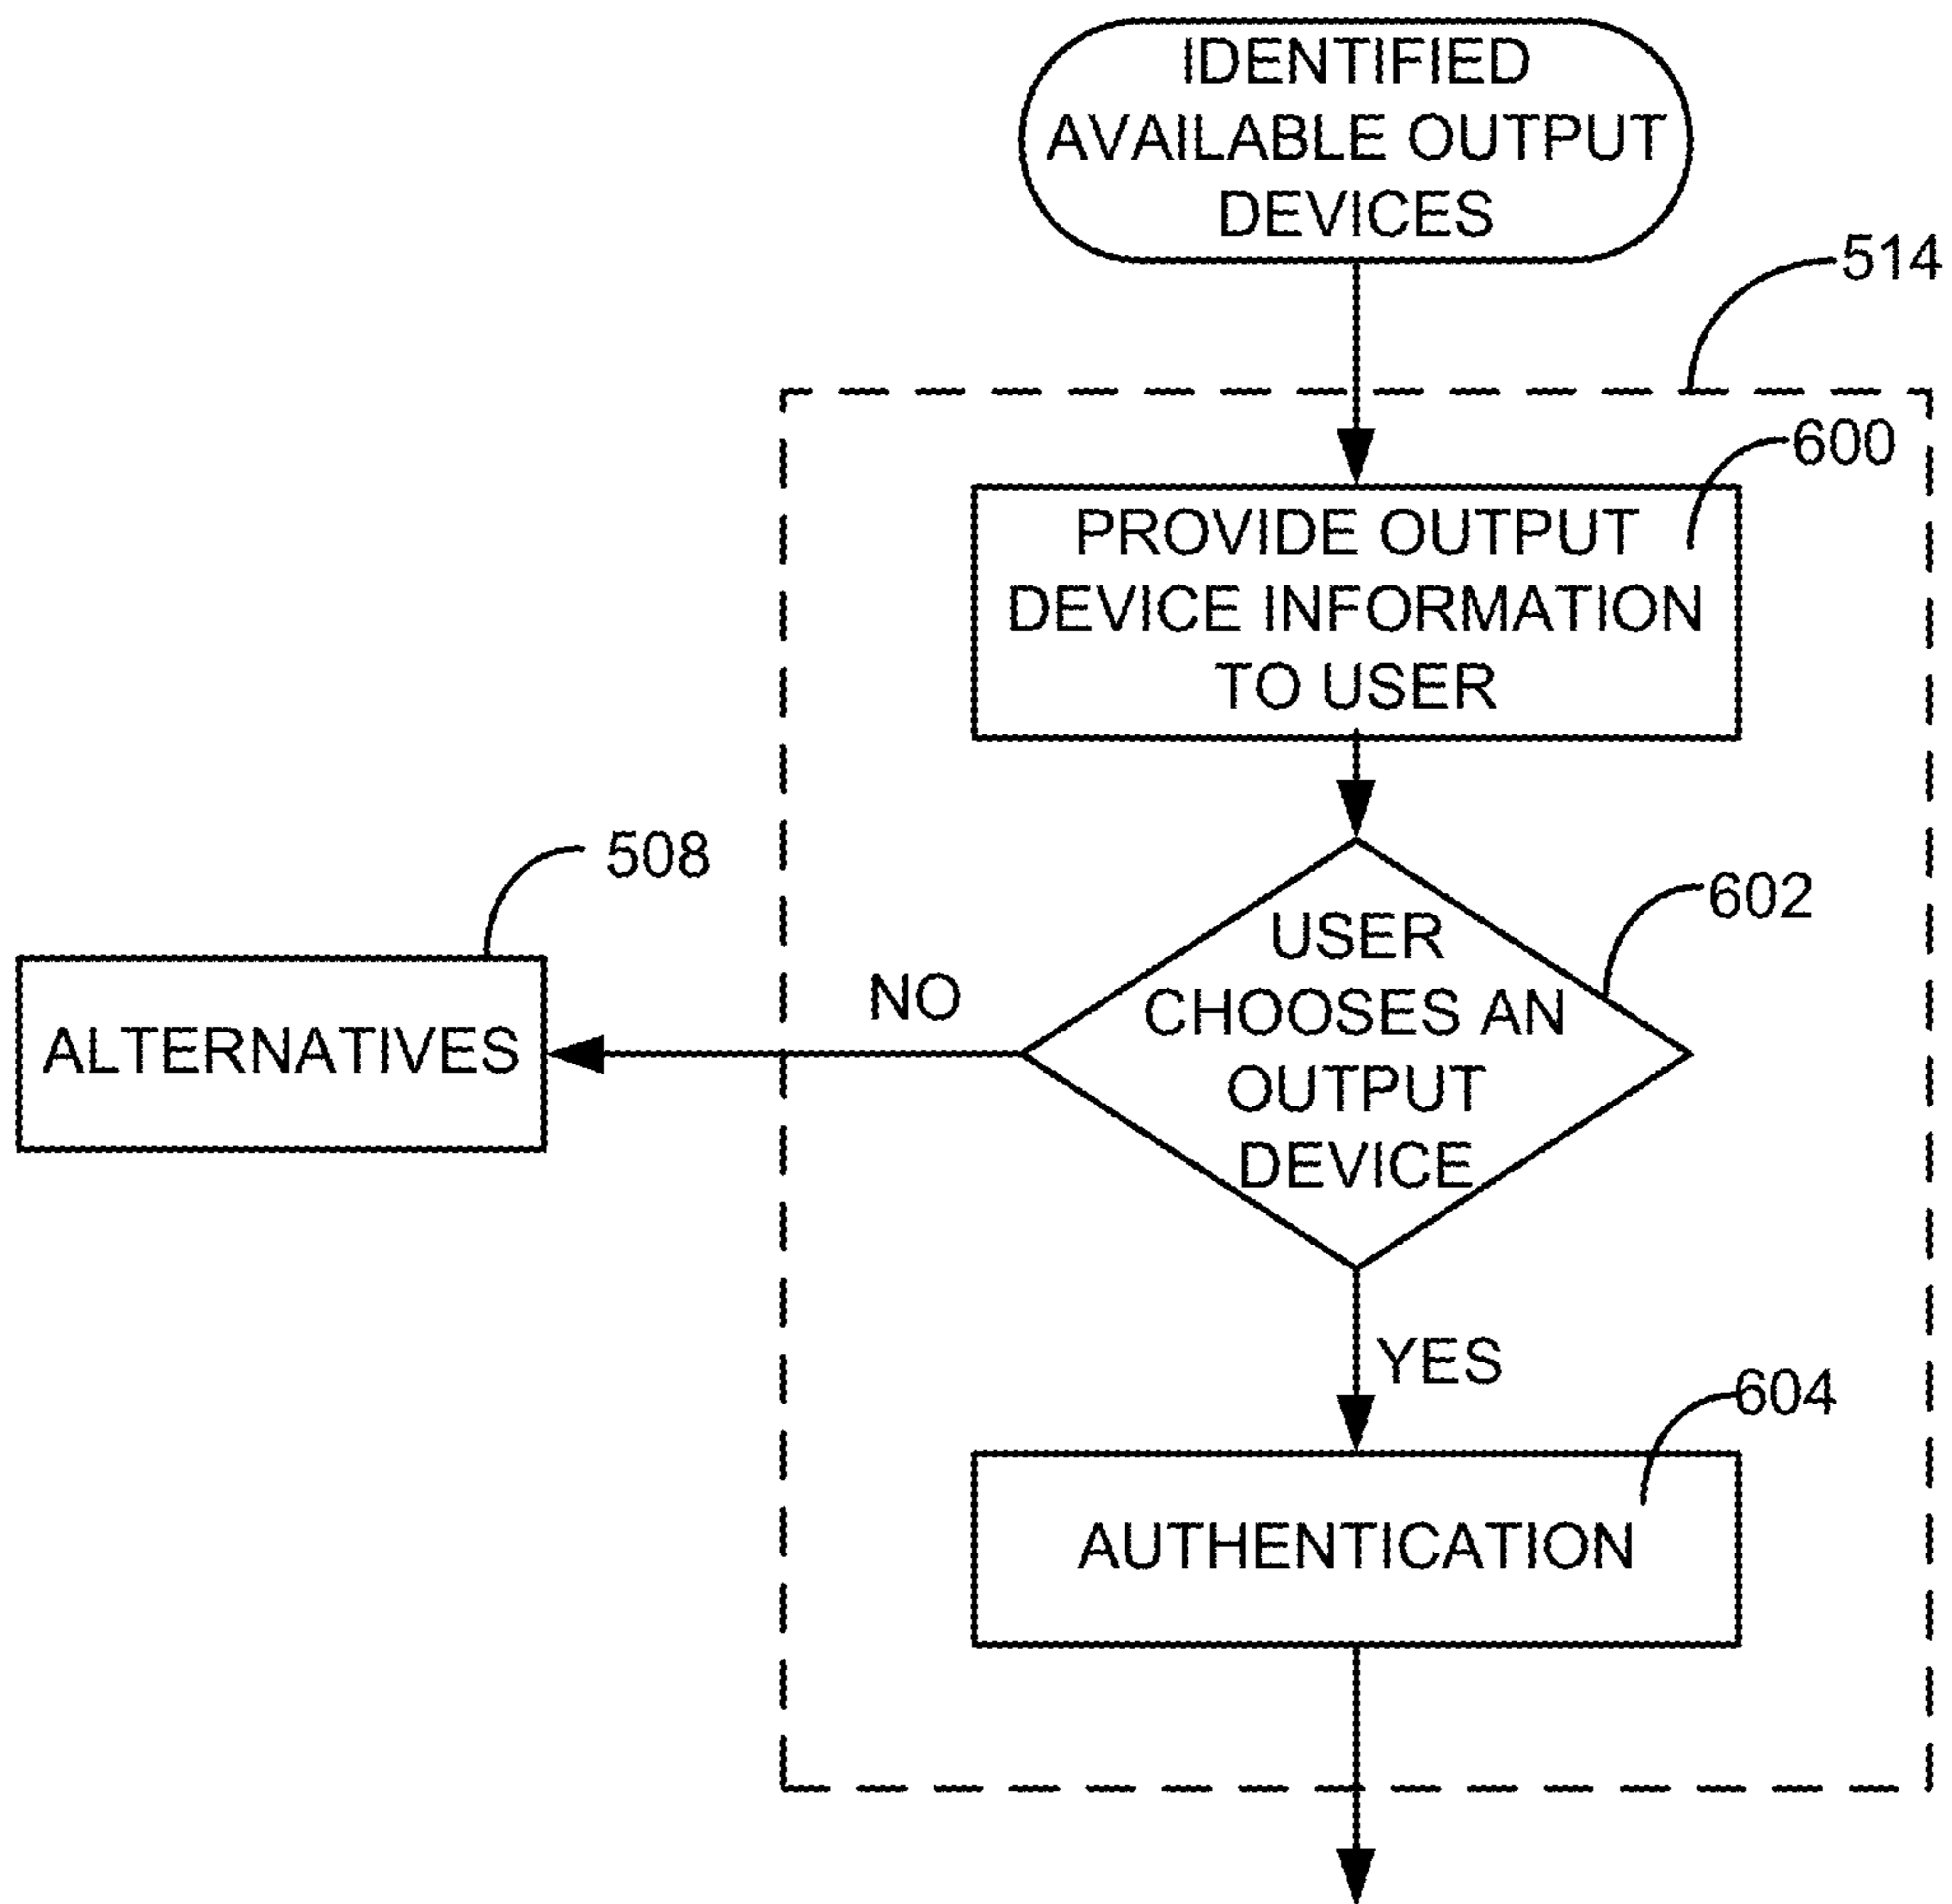 IDENTIFIED
AVAILABLE OUTPUT
DEVICES
514
600
PROVIDE OUTPUT
DEVICE INFORMATION
TO USER
508
602
USER
CHOOSES AN
OUTPUT
DEVICE
NO
ALTERNATIVES
YES
604
AUTHENTICATION